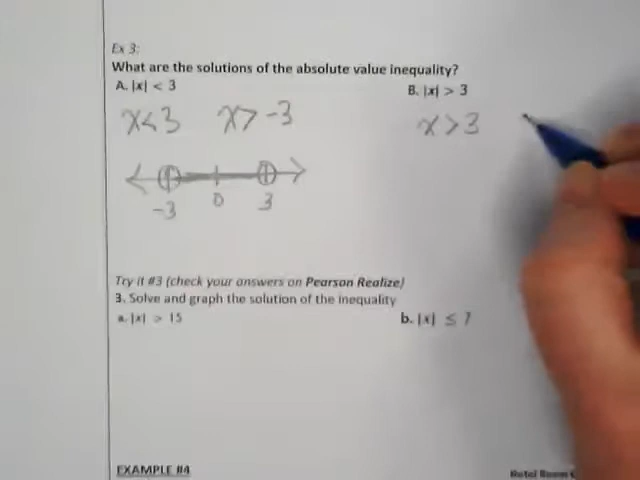 Ex 3:
What are the solutions of the absolute value inequality?
A. |x| < 3
B. |x| > 3
x<3 x>-3
x>3
-3 0 3
Try it #3 (check your answers on Pearson Realize)
3. Solve and graph the solution of the inequality
a. |x| > 15
b. |x| ≤ 7
EXAMPLE #4
Hotel Room